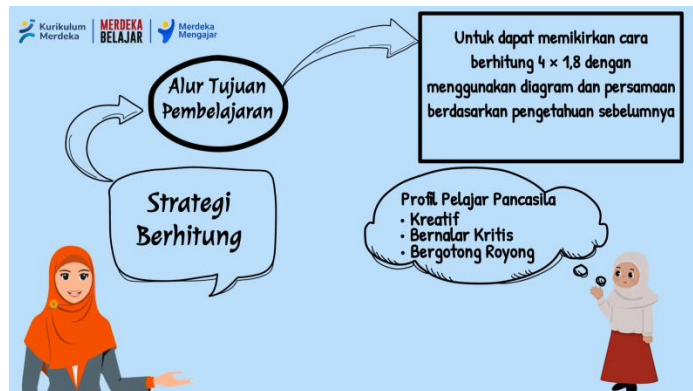 Kurikulum
Merdeka
MERDEKA
BELAJAR
Merdeka
Mengajar
Untuk dapat memikirkan cara
berhitung 4 × 1,8 dengan
menggunakan diagram dan persamaan
berdasarkan pengetahuan sebelumnya
Alur Tujuan
Pembelajaran
Strategi
Berhitung
Profil Pelajar Pancasila
• Kreatif
• Bernalar Kritis
• Bergotong Royong